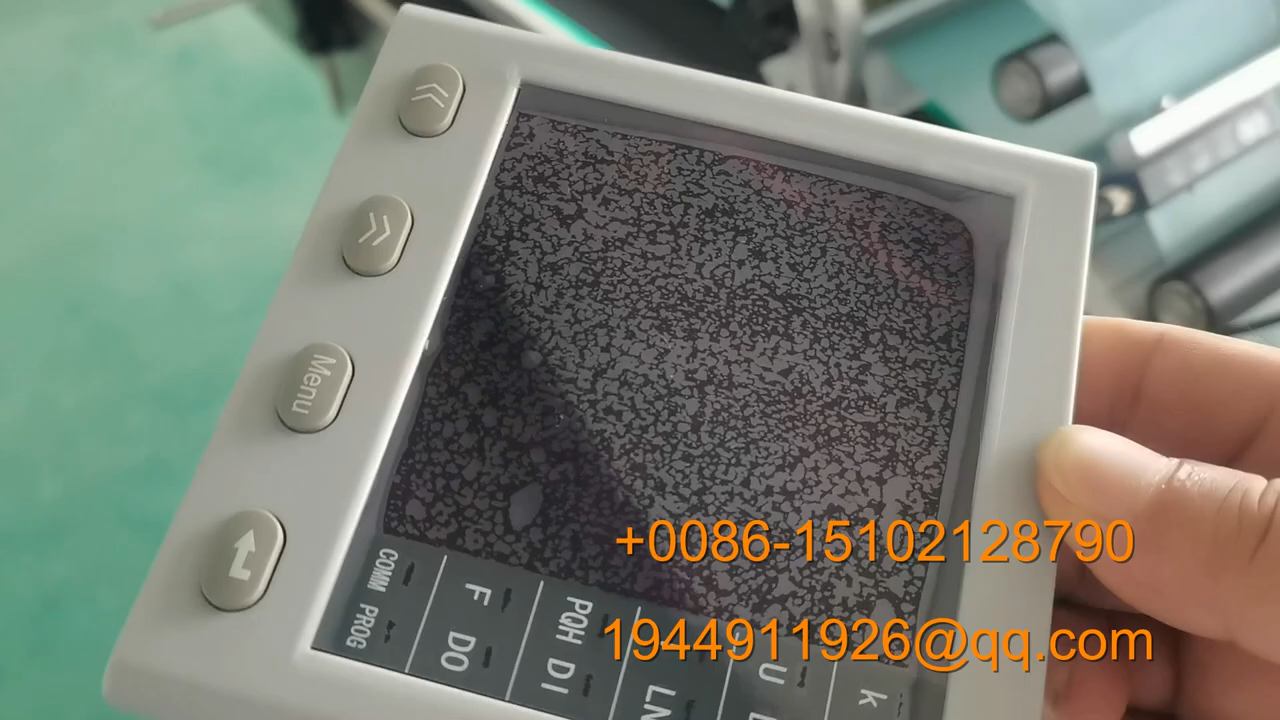 Menu
COMM PROG
F DO
PQH DI
LN
U
k
+0086-15102128790
1944911926@qq.com